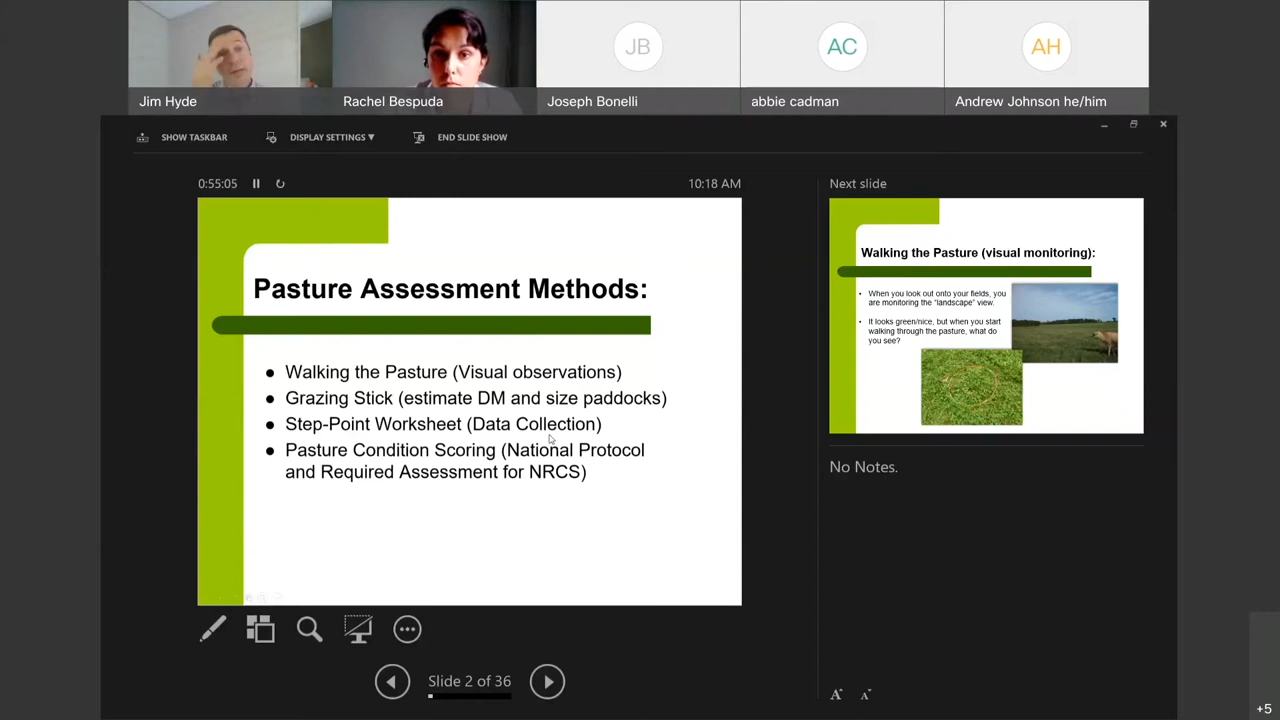 JB
AC
AH
Jim Hyde
Rachel Bespuda
Joseph Bonelli
abbie cadman
Andrew Johnson he/him
SHOW TASKBAR
DISPLAY SETTINGS ▼
END SLIDE SHOW
0:55:05
10:18 AM
Pasture Assessment Methods:
● Walking the Pasture (Visual observations)
● Grazing Stick (estimate DM and size paddocks)
● Step-Point Worksheet (Data Collection)
● Pasture Condition Scoring (National Protocol
and Required Assessment for NRCS)
Slide 2 of 36
Next slide
Walking the Pasture (visual monitoring):
• When you look out onto your fields, you
are monitoring the "landscape" view.
• It looks green/nice, but when you start
walking through the pasture, what do
you see?
No Notes.
A A
+5